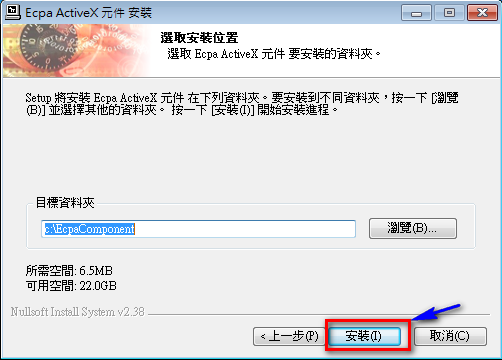 Ecpa ActiveX 元件 安裝
選取安裝位置
選取 Ecpa ActiveX 元件 要安裝的資料夾。
Setup 將安裝 Ecpa ActiveX 元件 在下列資料夾。要安裝到不同資料夾，按一下 [瀏覽
(B)] 並選擇其他的資料夾。 按一下 [安裝(I)] 開始安裝進程。
目標資料夾
c:\EcpaComponent
瀏覽(B)...
所需空間: 6.5MB
可用空間: 22.0GB
Nullsoft Install System v2.38
< 上一步(P) 安裝(I) 取消(C)